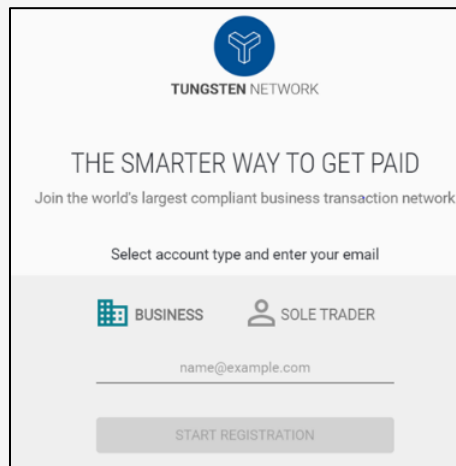 TUNGSTEN NETWORK
THE SMARTER WAY TO GET PAID
Join the world's largest compliant business transaction network
Select account type and enter your email
BUSINESS
SOLE TRADER
name@example.com
START REGISTRATION